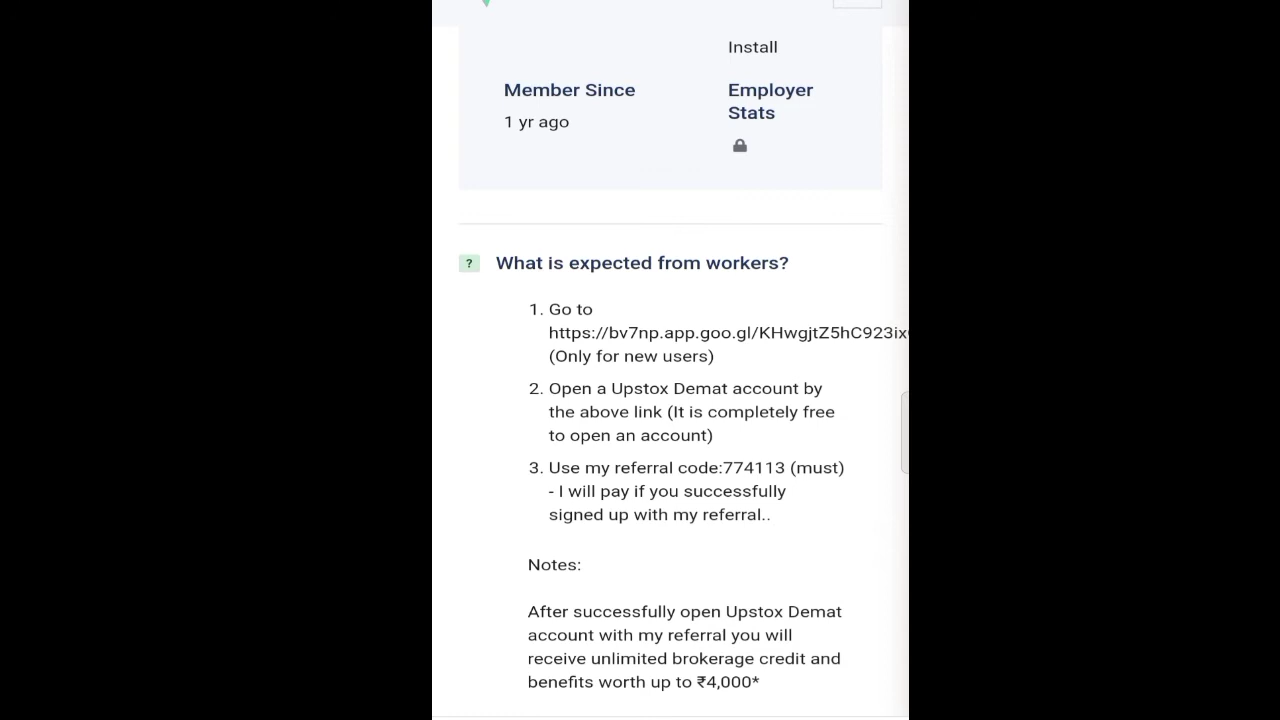 Install
Member Since
Employer
Stats
1 yr ago
?
What is expected from workers?
1. Go to
https://bv7np.app.goo.gl/KHwgjtZ5hC923ix
(Only for new users)
2. Open a Upstox Demat account by
the above link (It is completely free
to open an account)
3. Use my referral code:774113 (must)
- I will pay if you successfully
signed up with my referral..
Notes:
After successfully open Upstox Demat
account with my referral you will
receive unlimited brokerage credit and
benefits worth up to ₹4,000*